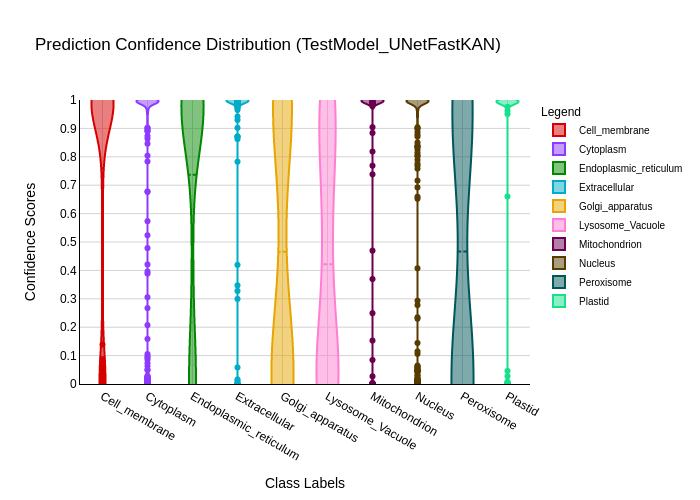 Prediction Confidence Distribution (TestModel_UNetFastKAN)
Confidence Scores
1
0.9
0.8
0.7
0.6
0.5
0.4
0.3
0.2
0.1
0
Cell_membrane
Cytoplasm
Endoplasmic_reticulum
Extracellular
Golgi_apparatus
Lysosome_Vacuole
Mitochondrion
Nucleus
Peroxisome
Plastid
Class Labels
Legend
Cell_membrane
Cytoplasm
Endoplasmic_reticulum
Extracellular
Golgi_apparatus
Lysosome_Vacuole
Mitochondrion
Nucleus
Peroxisome
Plastid